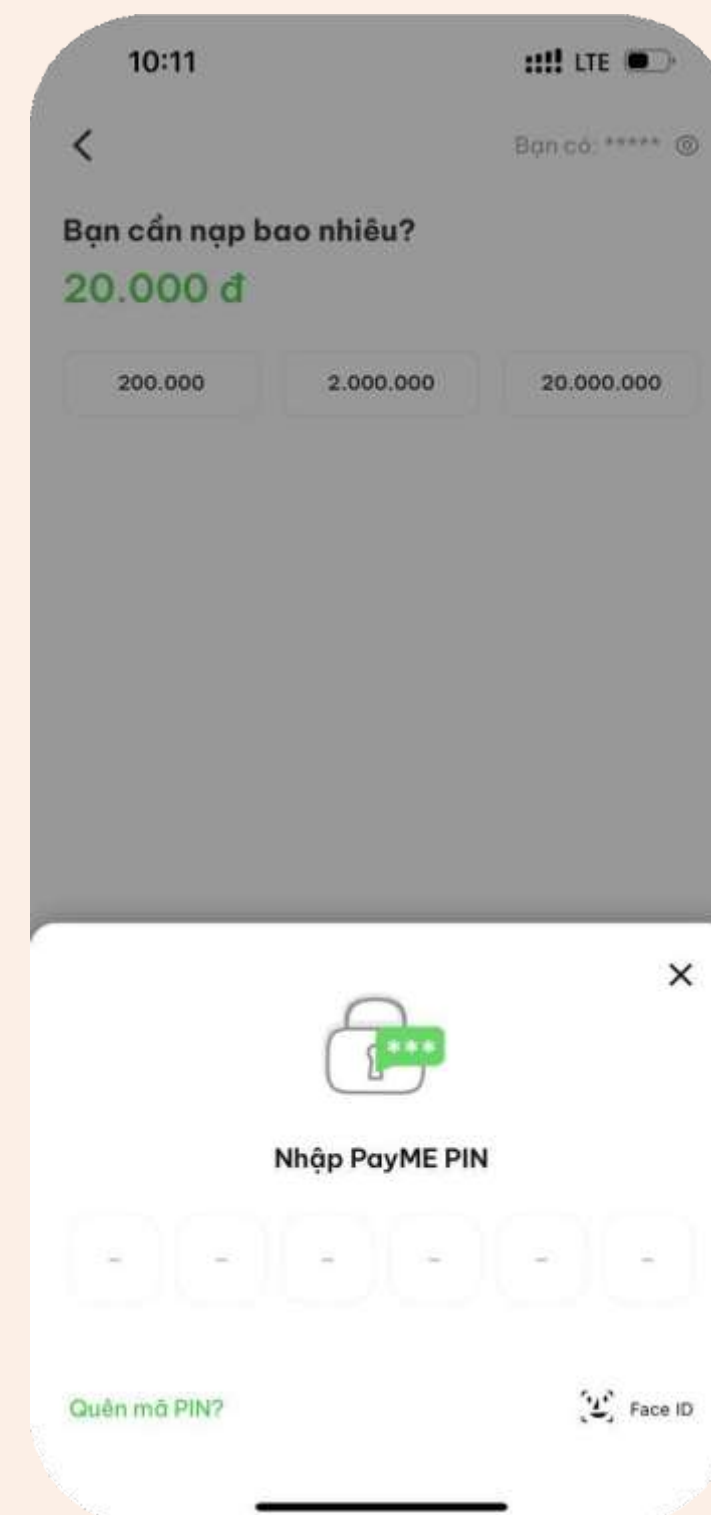 10:11 LTE
Bạn có: *****
Bạn cần nạp bao nhiêu?
20.000 đ
200.000 2.000.000 20.000.000
***
Nhập PayME PIN
- - - - - -
Quên mã PIN? Face ID